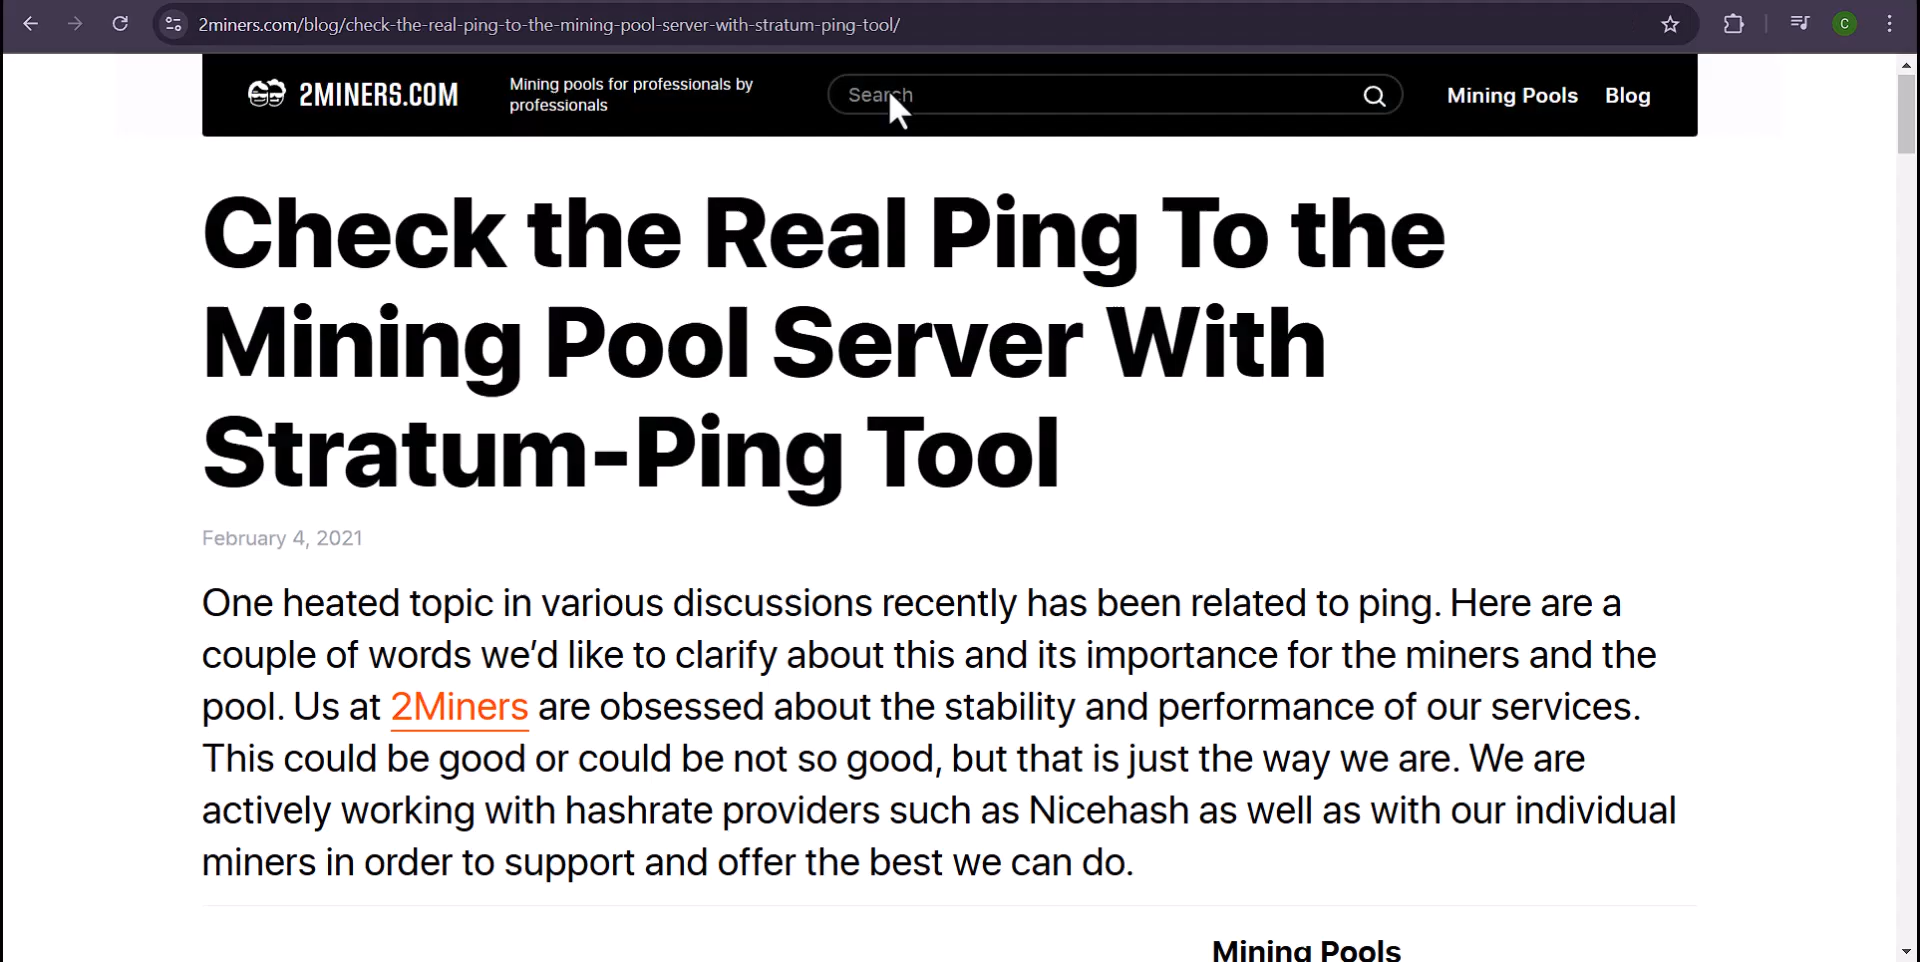 2miners.com/blog/check-the-real-ping-to-the-mining-pool-server-with-stratum-ping-tool/
C
2MINERS.COM
Mining pools for professionals by
professionals
Search
Mining Pools
Blog
Check the Real Ping To the
Mining Pool Server With
Stratum-Ping Tool
February 4, 2021
One heated topic in various discussions recently has been related to ping. Here are a
couple of words we’d like to clarify about this and its importance for the miners and the
pool. Us at 2Miners are obsessed about the stability and performance of our services.
This could be good or could be not so good, but that is just the way we are. We are
actively working with hashrate providers such as Nicehash as well as with our individual
miners in order to support and offer the best we can do.
Mining Pools